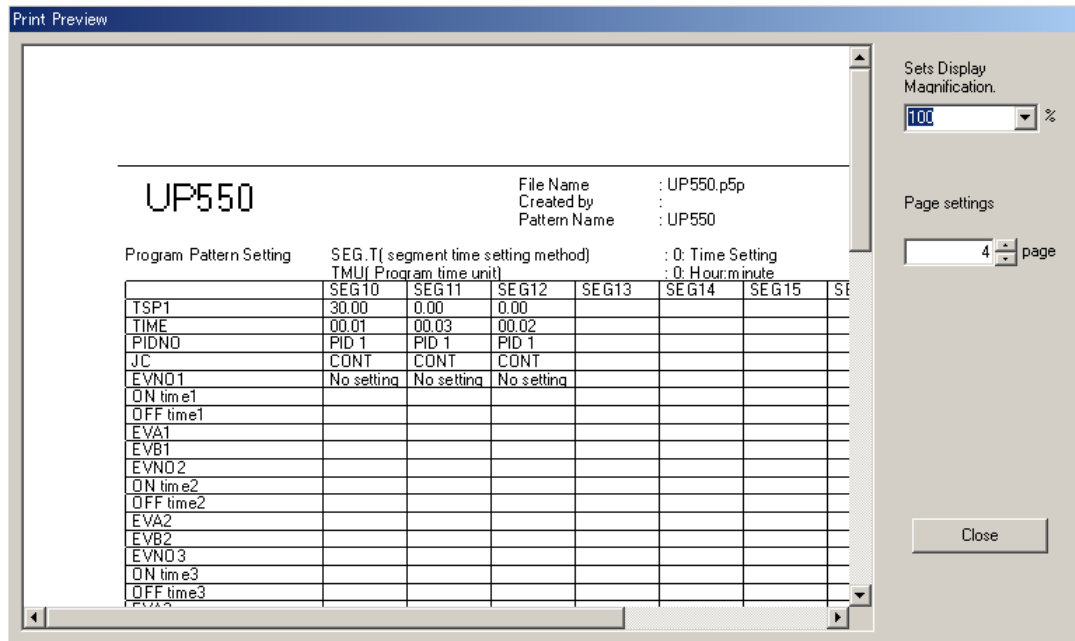 Print Preview
Sets Display
Magnification.
100 %
Page settings
4 page
Close
UP550
File Name : UP550.p5p
Created by :
Pattern Name : UP550
Program Pattern Setting SEG.T( segment time setting method) : 0: Time Setting
TMU( Program time unit) : 0: Hour:minute
SEG10 SEG11 SEG12 SEG13 SEG14 SEG15
TSP1 30.00 0.00 0.00
TIME 00.01 00.03 00.02
PIDNO PID 1 PID 1 PID 1
JC CONT CONT CONT
EVNO1 No setting No setting No setting
ON time1
OFF time1
EVA1
EVB1
EVNO2
ON time2
OFF time2
EVA2
EVB2
EVNO3
ON time3
OFF time3